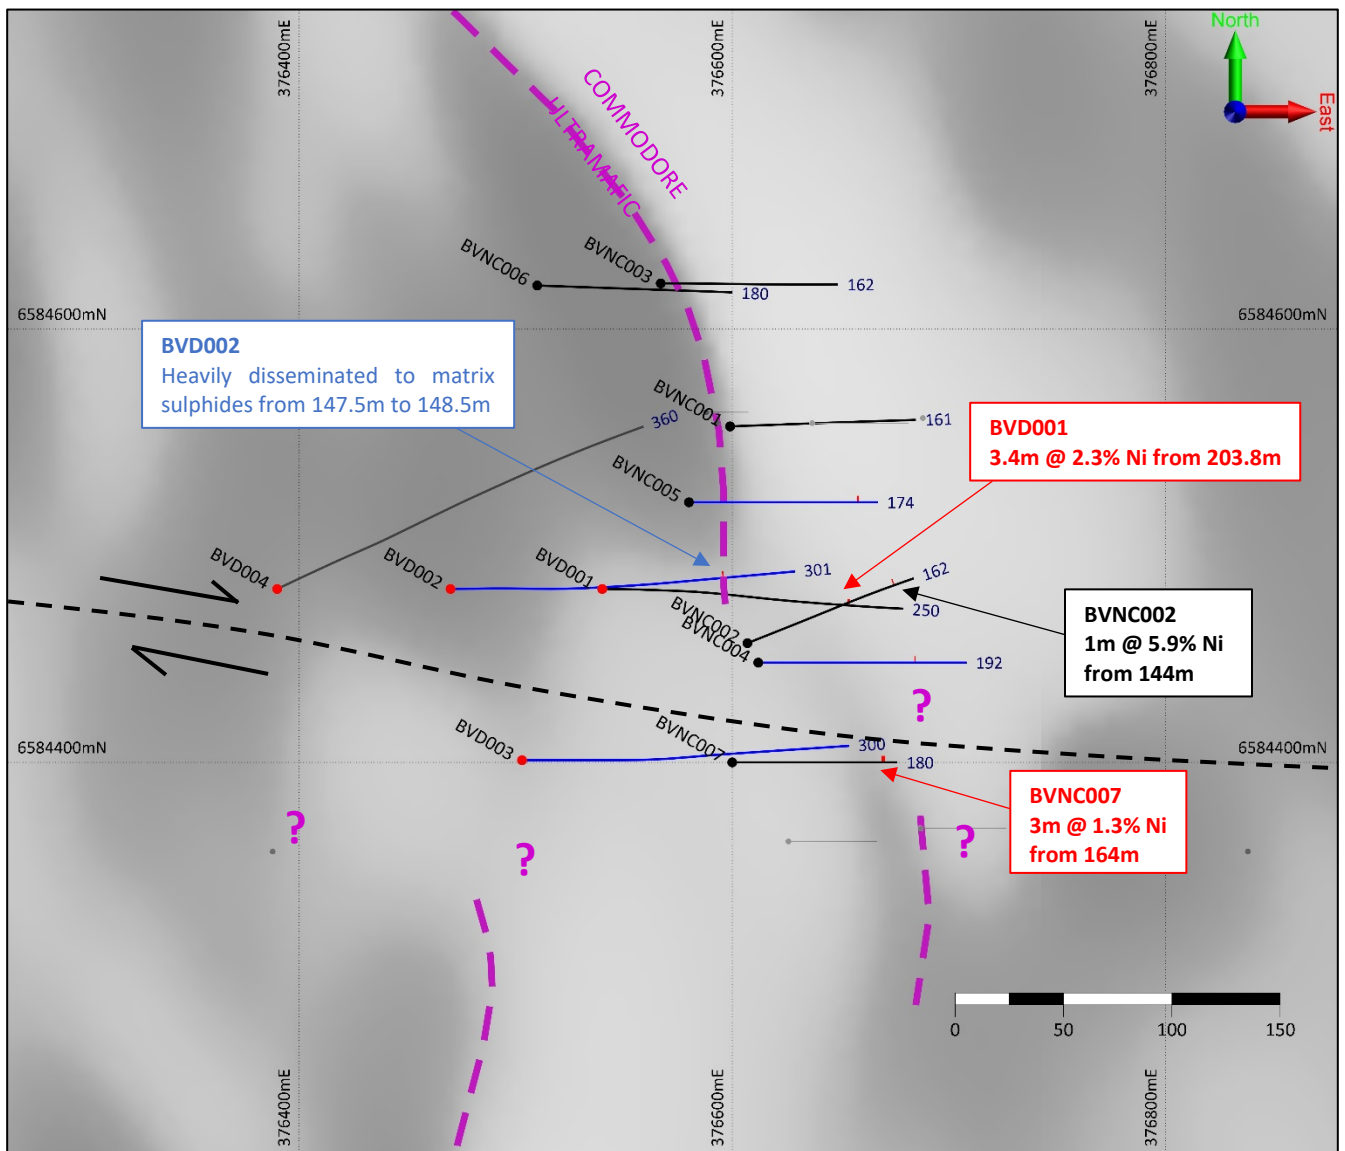 North
East
376400mE
376600mE
376800mE
COMMODORE
ULTRAMAFIC
BVNC006
BVNC003
162
180
6584600mN
6584600mN
BVD002
Heavily disseminated to matrix
sulphides from 147.5m to 148.5m
BVNC001
360
161
BVD001
3.4m @ 2.3% Ni from 203.8m
BVNC005
174
BVD004
BVD002
BVD001
301
162
250
BVNC002
BVNC004
192
BVNC002
1m @ 5.9% Ni
from 144m
?
BVD003
BVNC007
300
180
6584400mN
6584400mN
BVNC007
3m @ 1.3% Ni
from 164m
?
?
?
0
50
100
150
376400mE
376600mE
376800mE